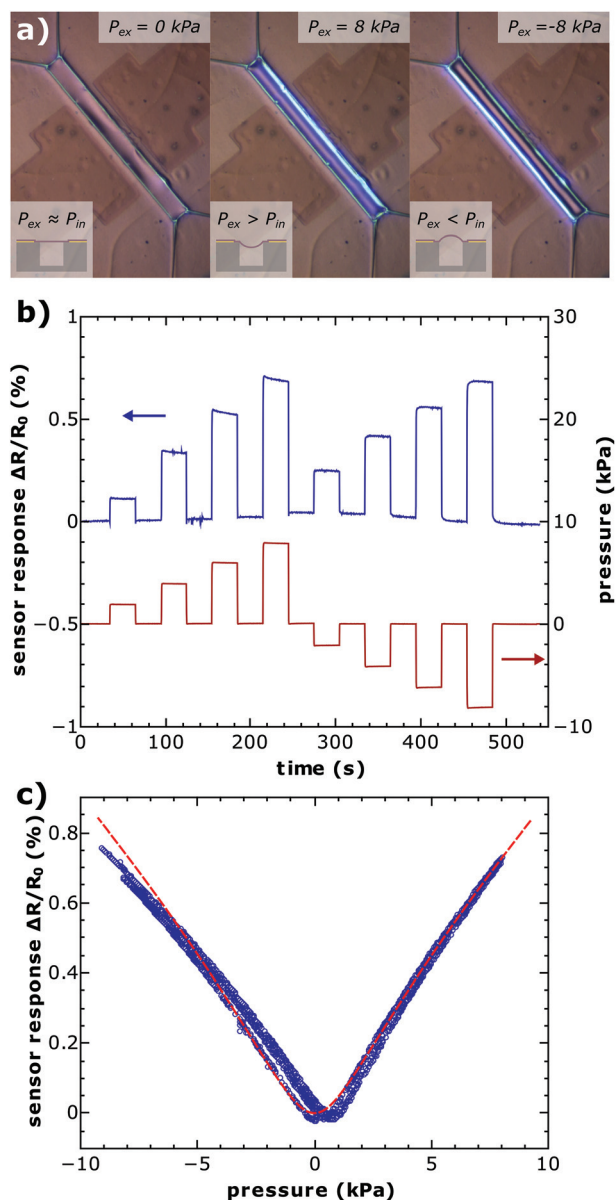 a)
P_ex = 0 kPa
P_ex = 8 kPa
P_ex =-8 kPa
P_ex ≈ P_in
P_ex > P_in
P_ex < P_in
b)
1
0.5
0
−0.5
−1
sensor response ΔR/R₀ (%)
30
20
10
0
−10
pressure (kPa)
0 100 200 300 400 500
time (s)
c)
0.8
0.6
0.4
0.2
0
sensor response ΔR/R₀ (%)
−10 −5 0 5 10
pressure (kPa)